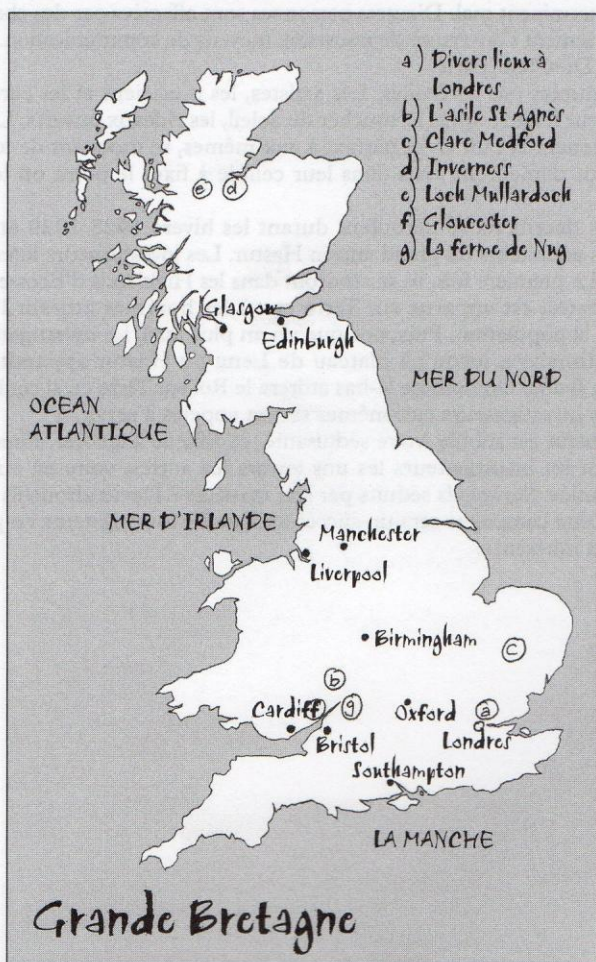 a) Divers lieux à
Londres
b) L'asile St Agnès
c) Clare Medford
d) Inverness
e) Loch Mullardoch
f) Gloucester
g) La ferme de Nug
e
d
Glasgow
Edinburgh
MER DU NORD
OCEAN
ATLANTIQUE
MER D'IRLANDE
Manchester
Liverpool
Birmingham
c
b
Cardiff
f
g
Oxford
à
Bristol
Londres
Southampton
LA MANCHE
Grande Bretagne